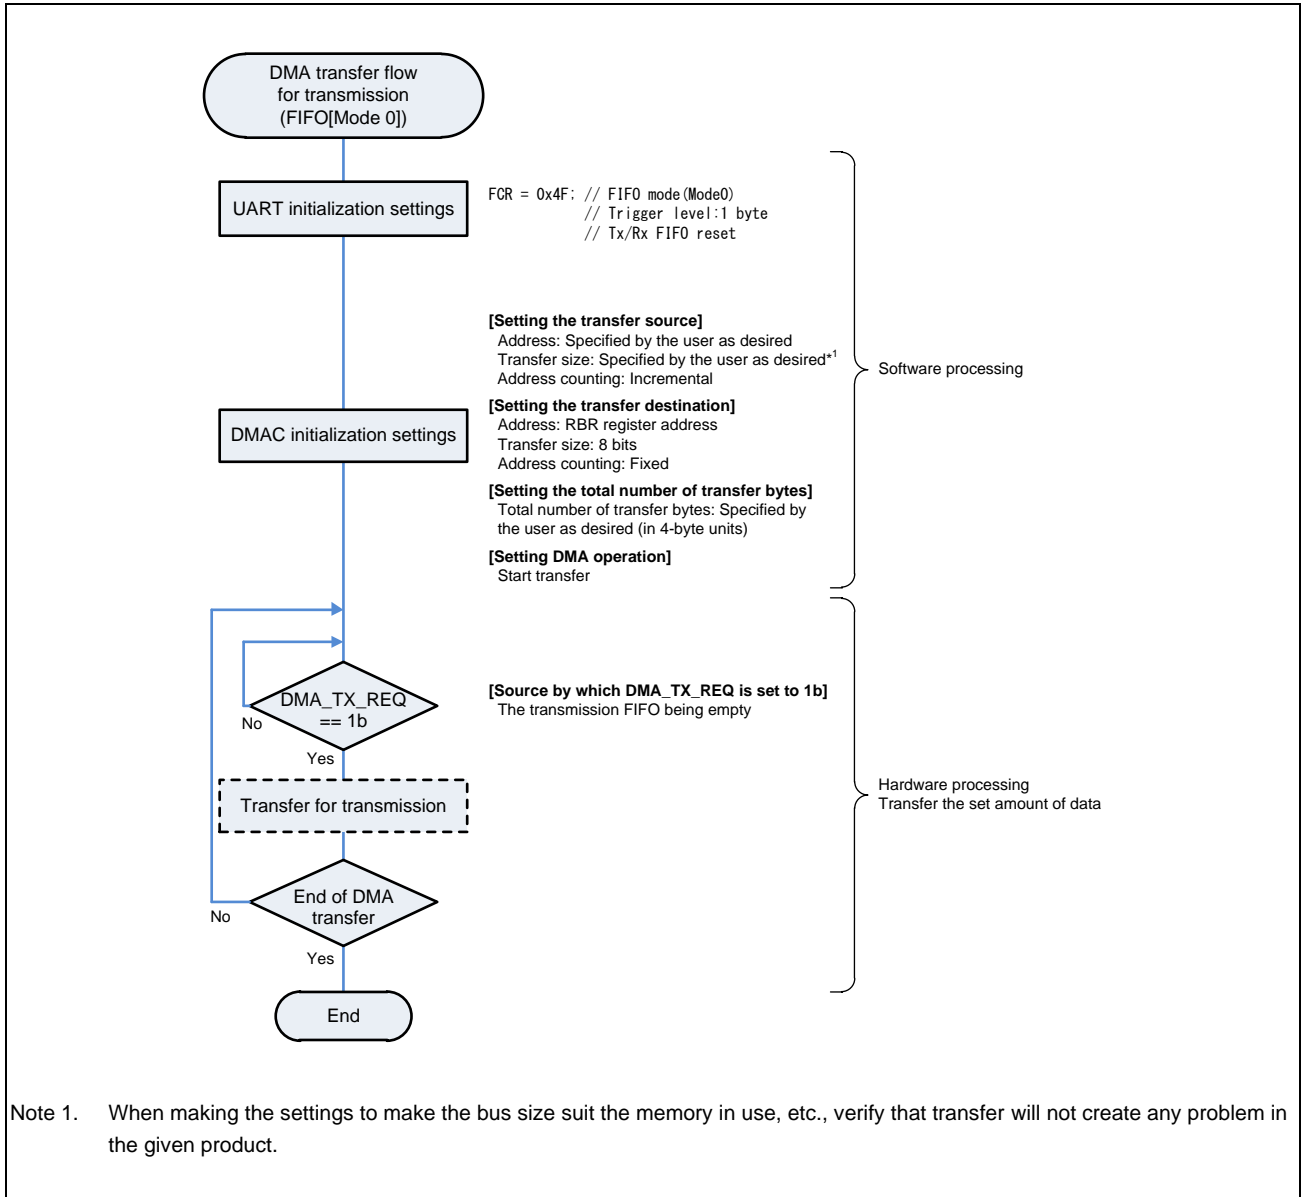 DMA transfer flow
for transmission
(FIFO[Mode 0])
UART initialization settings
FCR = 0x4F; // FIFO mode(Mode0)
// Trigger level:1 byte
// Tx/Rx FIFO reset
[Setting the transfer source]
Address: Specified by the user as desired
Transfer size: Specified by the user as desired*1
Address counting: Incremental
Software processing
[Setting the transfer destination]
Address: RBR register address
Transfer size: 8 bits
Address counting: Fixed
DMAC initialization settings
[Setting the total number of transfer bytes]
Total number of transfer bytes: Specified by
the user as desired (in 4-byte units)
[Setting DMA operation]
Start transfer
DMA_TX_REQ
== 1b
No
Yes
[Source by which DMA_TX_REQ is set to 1b]
The transmission FIFO being empty
Transfer for transmission
Hardware processing
Transfer the set amount of data
End of DMA
transfer
No
Yes
End
Note 1. When making the settings to make the bus size suit the memory in use, etc., verify that transfer will not create any problem in
the given product.